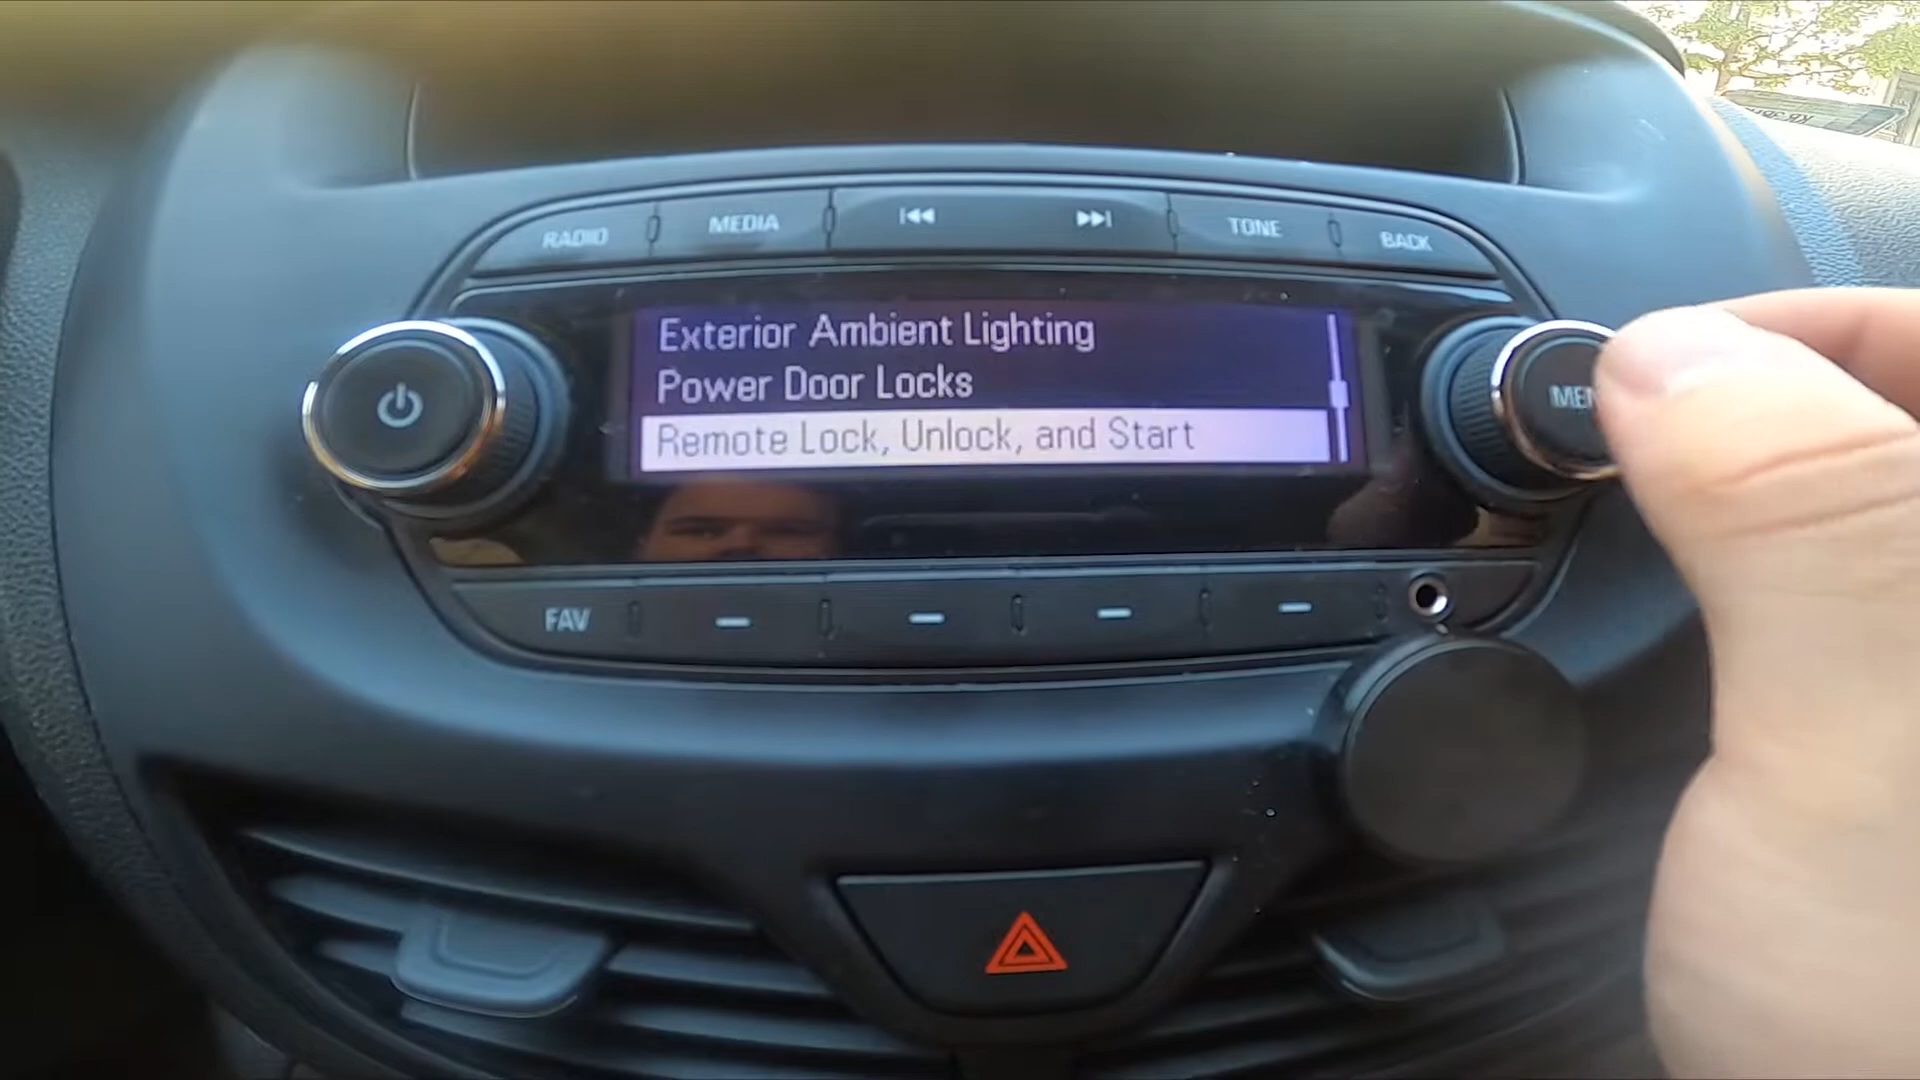 RADIO
MEDIA
TONE
BACK
Exterior Ambient Lighting
Power Door Locks
Remote Lock, Unlock, and Start
FAV